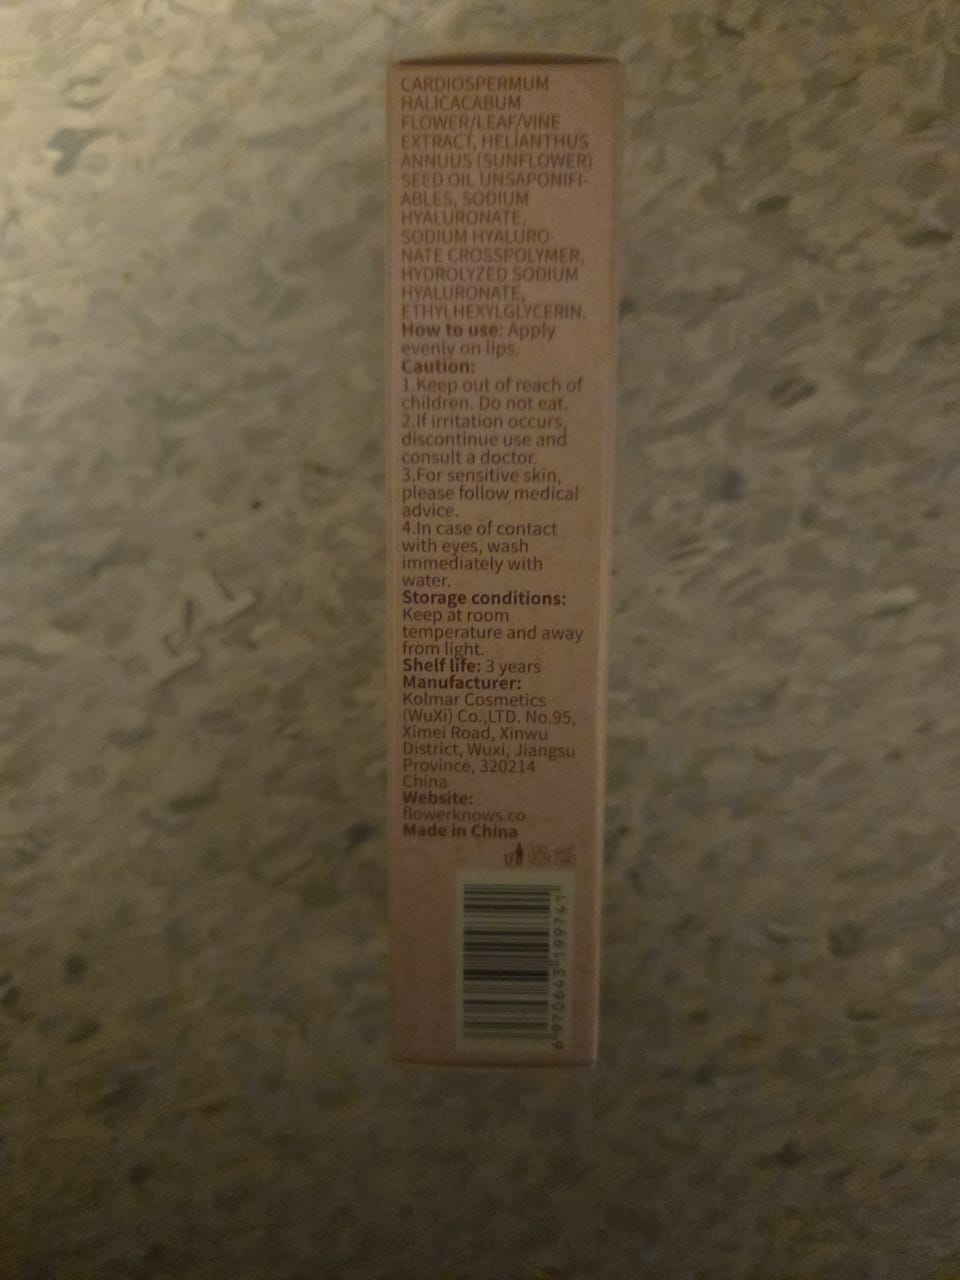 CARDIOSPERMUM
HALICACABUM
FLOWER/LEAF/VINE
EXTRACT, HELIANTHUS
ANNUUS (SUNFLOWER)
SEED OIL UNSAPONIFI-
ABLES, SODIUM
HYALURONATE,
SODIUM HYALURO-
NATE CROSSPOLYMER,
HYDROLYZED SODIUM
HYALURONATE,
ETHYLHEXYLGLYCERIN.
How to use: Apply
evenly on lips.
Caution:
1.Keep out of reach of
children. Do not eat.
2.If irritation occurs,
discontinue use and
consult a doctor.
3.For sensitive skin,
please follow medical
advice.
4.In case of contact
with eyes, wash
immediately with
water.
Storage conditions:
Keep at room
temperature and away
from light.
Shelf life: 3 years
Manufacturer:
Kolmar Cosmetics
(WuXi) Co.,LTD. No.95,
Ximei Road, Xinwu
District, Wuxi, Jiangsu
Province, 320214
China
Website:
flowerknows.co
Made in China
6 970643 199741